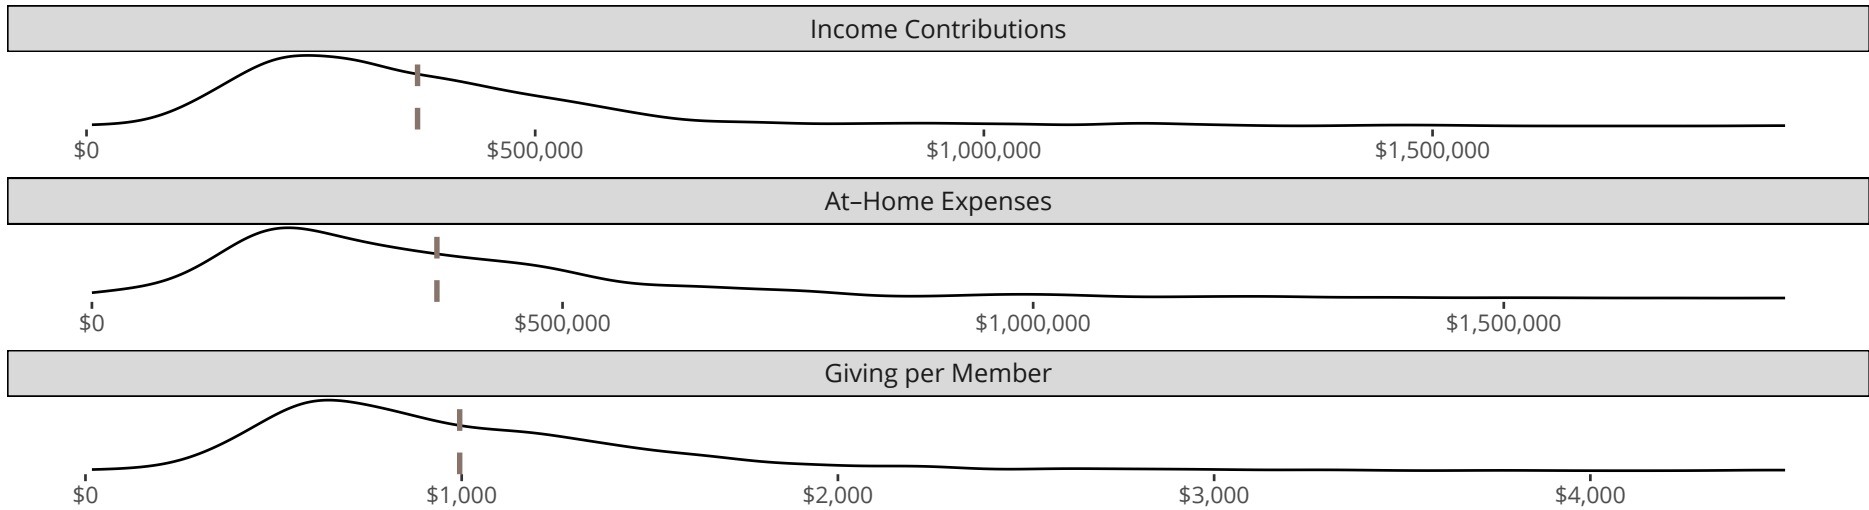 Income Contributions
$0 $500,000 $1,000,000 $1,500,000
At–Home Expenses
$0 $500,000 $1,000,000 $1,500,000
Giving per Member
$0 $1,000 $2,000 $3,000 $4,000